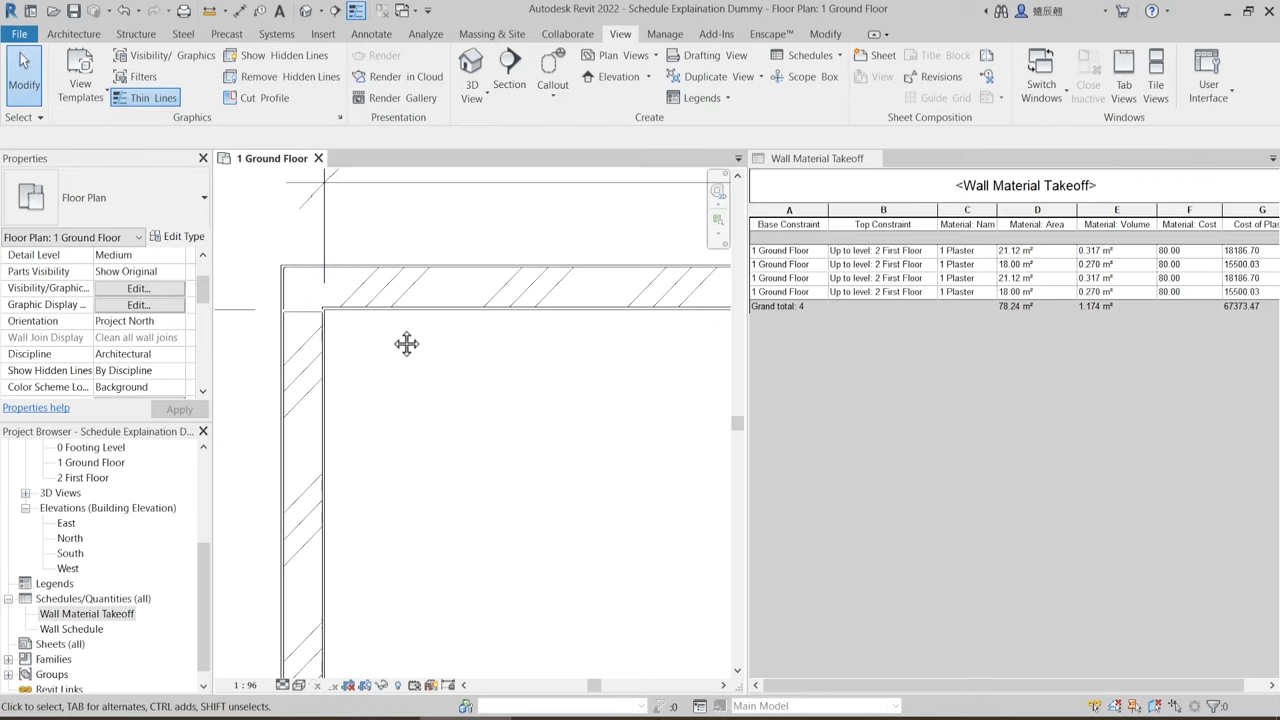 Autodesk Revit 2022 - Schedule Explaination Dummy - Floor Plan: 1 Ground Floor
File Architecture Structure Steel Precast Systems Insert Annotate Analyze Massing & Site Collaborate View Manage Add-Ins Enscape™ Modify
Modify
Select
View Templates
Visibility/ Graphics
Filters
Thin Lines
Show Hidden Lines
Remove Hidden Lines
Cut Profile
Graphics
Render
Render in Cloud
Render Gallery
Presentation
3D View
Section
Callout
Plan Views
Elevation
Drafting View
Duplicate View
Legends
Schedules
Scope Box
Create
Sheet
View
Title Block
Revisions
Guide Grid
Sheet Composition
Switch Windows
Close Inactive
Tab Views
Tile Views
User Interface
Windows
Properties
Floor Plan
Floor Plan: 1 Ground Floor Edit Type
Detail Level Medium
Parts Visibility Show Original
Visibility/Graphic... Edit...
Graphic Display ... Edit...
Orientation Project North
Wall Join Display Clean all wall joins
Discipline Architectural
Show Hidden Lines By Discipline
Color Scheme Lo... Background
Properties help Apply
Project Browser - Schedule Explaination D...
0 Footing Level
1 Ground Floor
2 First Floor
3D Views
Elevations (Building Elevation)
East
North
South
West
Legends
Schedules/Quantities (all)
Wall Material Takeoff
Wall Schedule
Sheets (all)
Families
Groups
Revit Links
1 Ground Floor
1 : 96
Wall Material Takeoff
<Wall Material Takeoff>
A B C D E F G
Base Constraint Top Constraint Material: Nam Material: Area Material: Volume Material: Cost Cost of Plas
1 Ground Floor Up to level: 2 First Floor 1 Plaster 21.12 m² 0.317 m³ 80.00 18186.70
1 Ground Floor Up to level: 2 First Floor 1 Plaster 18.00 m² 0.270 m³ 80.00 15500.03
1 Ground Floor Up to level: 2 First Floor 1 Plaster 21.12 m² 0.317 m³ 80.00 18186.70
1 Ground Floor Up to level: 2 First Floor 1 Plaster 18.00 m² 0.270 m³ 80.00 15500.03
Grand total: 4 78.24 m² 1.174 m³ 67373.47
Click to select, TAB for alternates, CTRL adds, SHIFT unselects.
:0
Main Model
:0